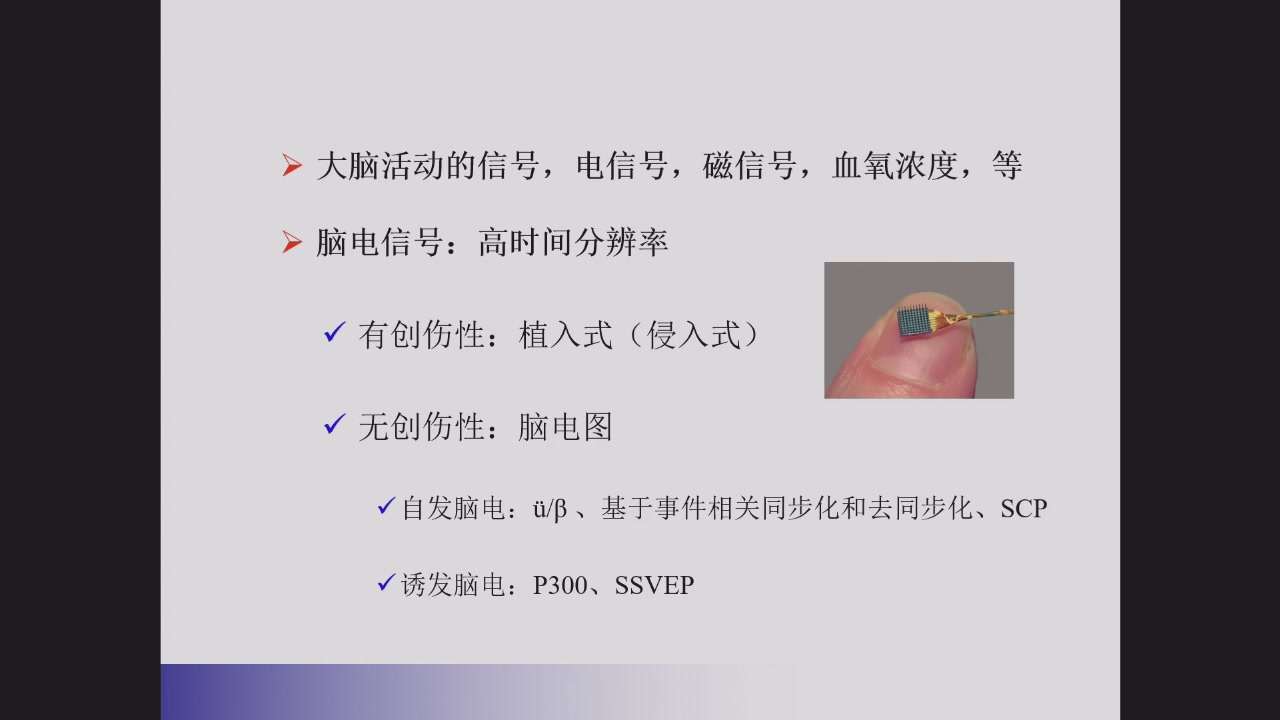 大脑活动的信号，电信号，磁信号，血氧浓度，等
脑电信号：高时间分辨率
有创伤性：植入式（侵入式）
无创伤性：脑电图
自发脑电：ü/β 、基于事件相关同步化和去同步化、SCP
诱发脑电：P300、SSVEP